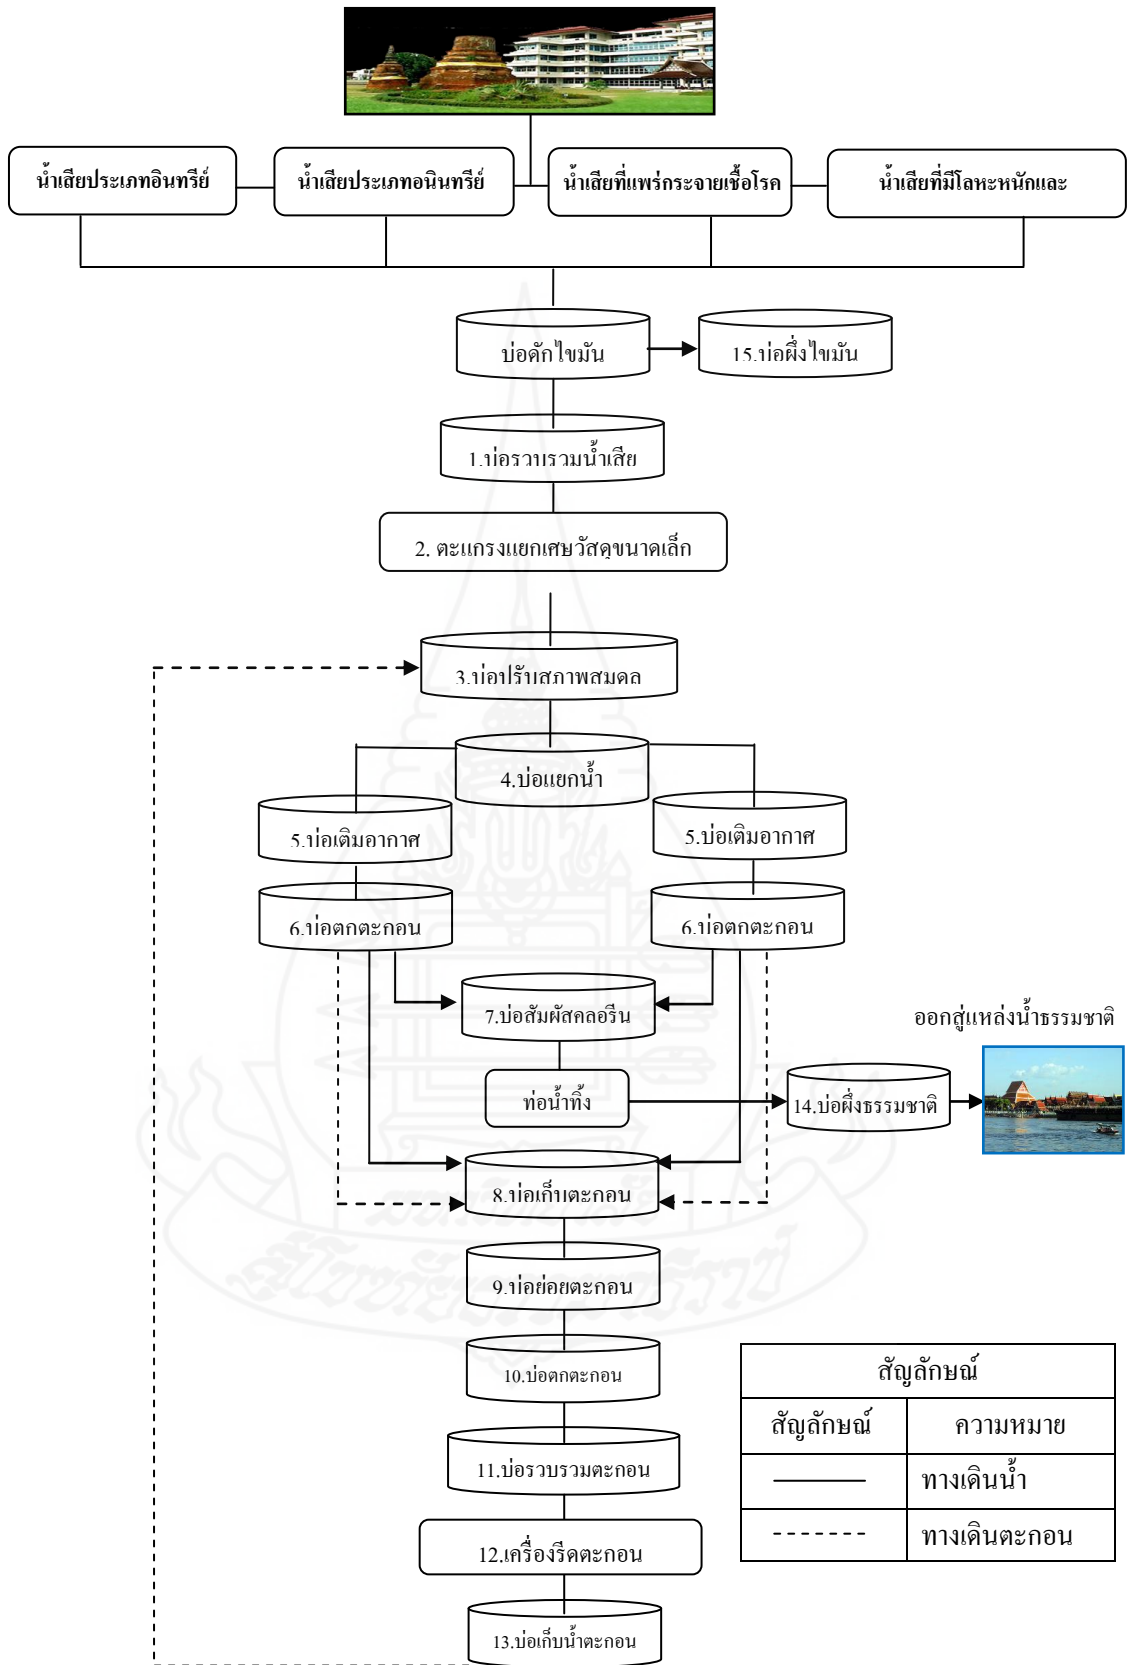 น้ำเสียประเภทอินทรีย์
น้ำเสียประเภทอนินทรีย์
น้ำเสียที่แพร่กระจายเชื้อโรค
น้ำเสียที่มีโลหะหนักและ
บ่อดักไขมัน
15.บ่อผึ่งไขมัน
1.บ่อรวบรวมน้ำเสีย
2. ตะแกรงแยกเศษวัสดุขนาดเล็ก
3.บ่อปรับสภาพสมดุล
4.บ่อแยกน้ำ
5.บ่อเติมอากาศ
5.บ่อเติมอากาศ
6.บ่อตกตะกอน
6.บ่อตกตะกอน
7.บ่อสัมผัสคลอรีน
ออกสู่แหล่งน้ำธรรมชาติ
ท่อน้ำทิ้ง
14.บ่อผึ่งธรรมชาติ
8.บ่อเก็บตะกอน
9.บ่อย่อยตะกอน
10.บ่อตกตะกอน
11.บ่อรวบรวมตะกอน
12.เครื่องรีดตะกอน
13.บ่อเก็บน้ำตะกอน
สัญลักษณ์
สัญลักษณ์ ความหมาย
ทางเดินน้ำ
ทางเดินตะกอน